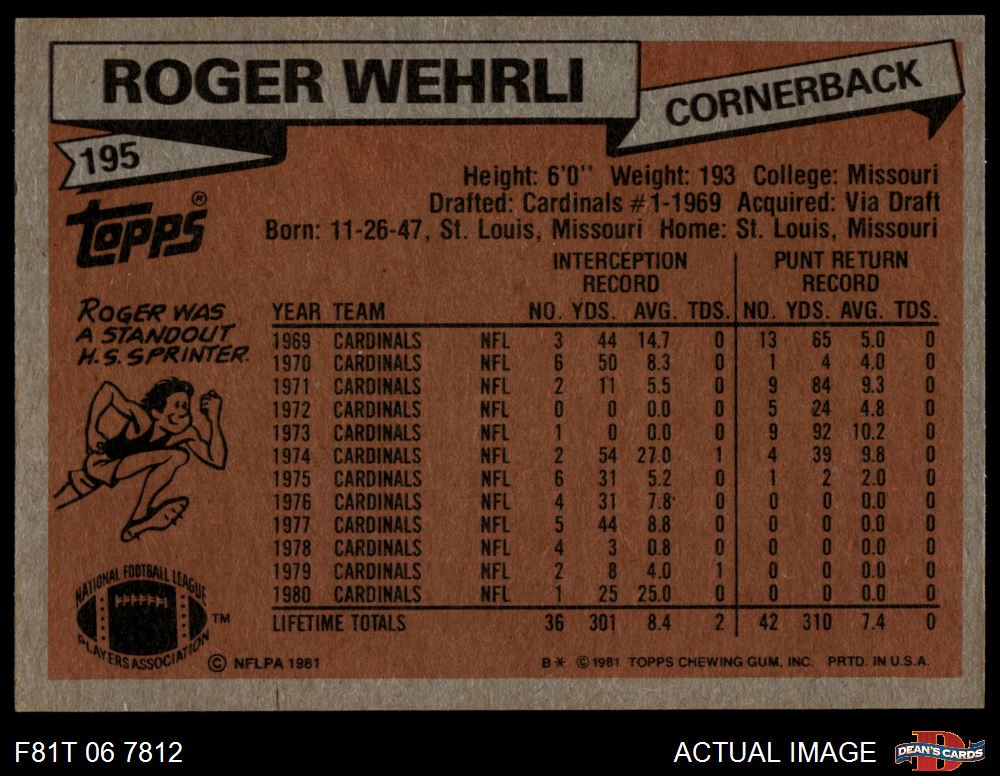 ROGER WEHRLI
CORNERBACK
195
TOPPS®
Height: 6'0'' Weight: 193 College: Missouri
Drafted: Cardinals #1-1969 Acquired: Via Draft
Born: 11-26-47, St. Louis, Missouri Home: St. Louis, Missouri
INTERCEPTION RECORD PUNT RETURN RECORD
YEAR TEAM NO. YDS. AVG. TDS. NO. YDS. AVG. TDS.
1969 CARDINALS NFL 3 44 14.7 0 13 65 5.0 0
1970 CARDINALS NFL 6 50 8.3 0 1 4 4.0 0
1971 CARDINALS NFL 2 11 5.5 0 9 84 9.3 0
1972 CARDINALS NFL 0 0 0.0 0 5 24 4.8 0
1973 CARDINALS NFL 1 0 0.0 0 9 92 10.2 0
1974 CARDINALS NFL 2 54 27.0 1 4 39 9.8 0
1975 CARDINALS NFL 6 31 5.2 0 1 2 2.0 0
1976 CARDINALS NFL 4 31 7.8 0 0 0 0.0 0
1977 CARDINALS NFL 5 44 8.8 0 0 0 0.0 0
1978 CARDINALS NFL 4 3 0.8 0 0 0 0.0 0
1979 CARDINALS NFL 2 8 4.0 1 0 0 0.0 0
1980 CARDINALS NFL 1 25 25.0 0 0 0 0.0 0
LIFETIME TOTALS 36 301 8.4 2 42 310 7.4 0
ROGER WAS
A STANDOUT
H.S. SPRINTER.
NATIONAL FOOTBALL LEAGUE
PLAYERS ASSOCIATION
TM
© NFLPA 1981
B* © 1981 TOPPS CHEWING GUM, INC. PRTD. IN U.S.A.
F81T 06 7812
ACTUAL IMAGE
D
DEAN'S CARDS